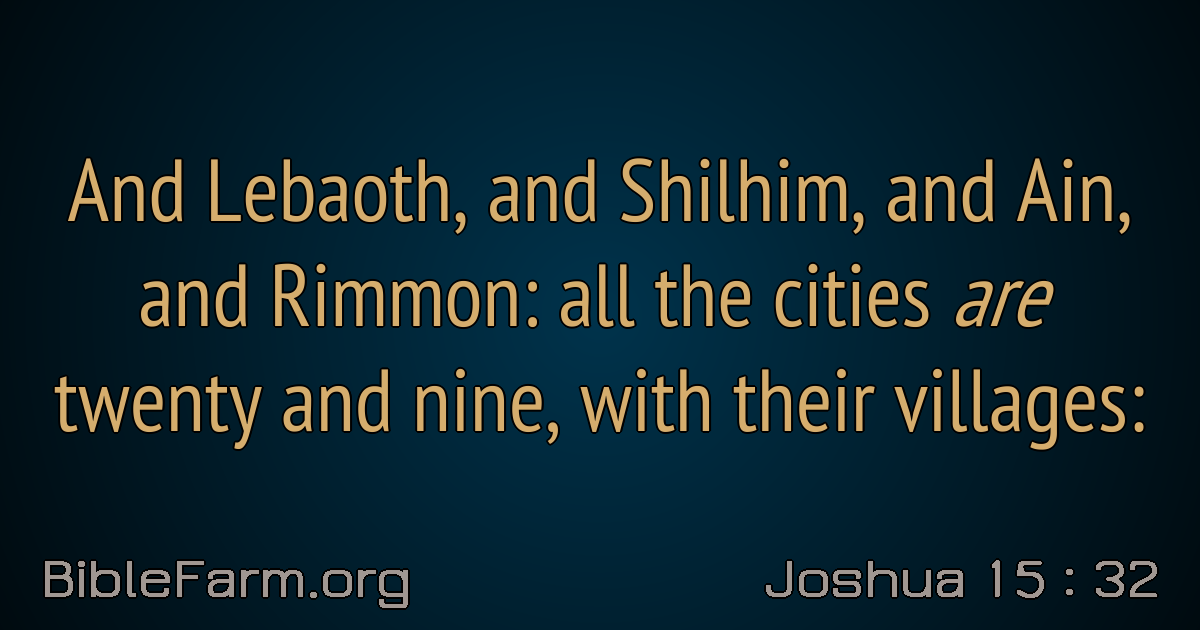 And Lebaoth, and Shilhim, and Ain,
and Rimmon: all the cities are
twenty and nine, with their villages:
BibleFarm.org
Joshua 15 : 32